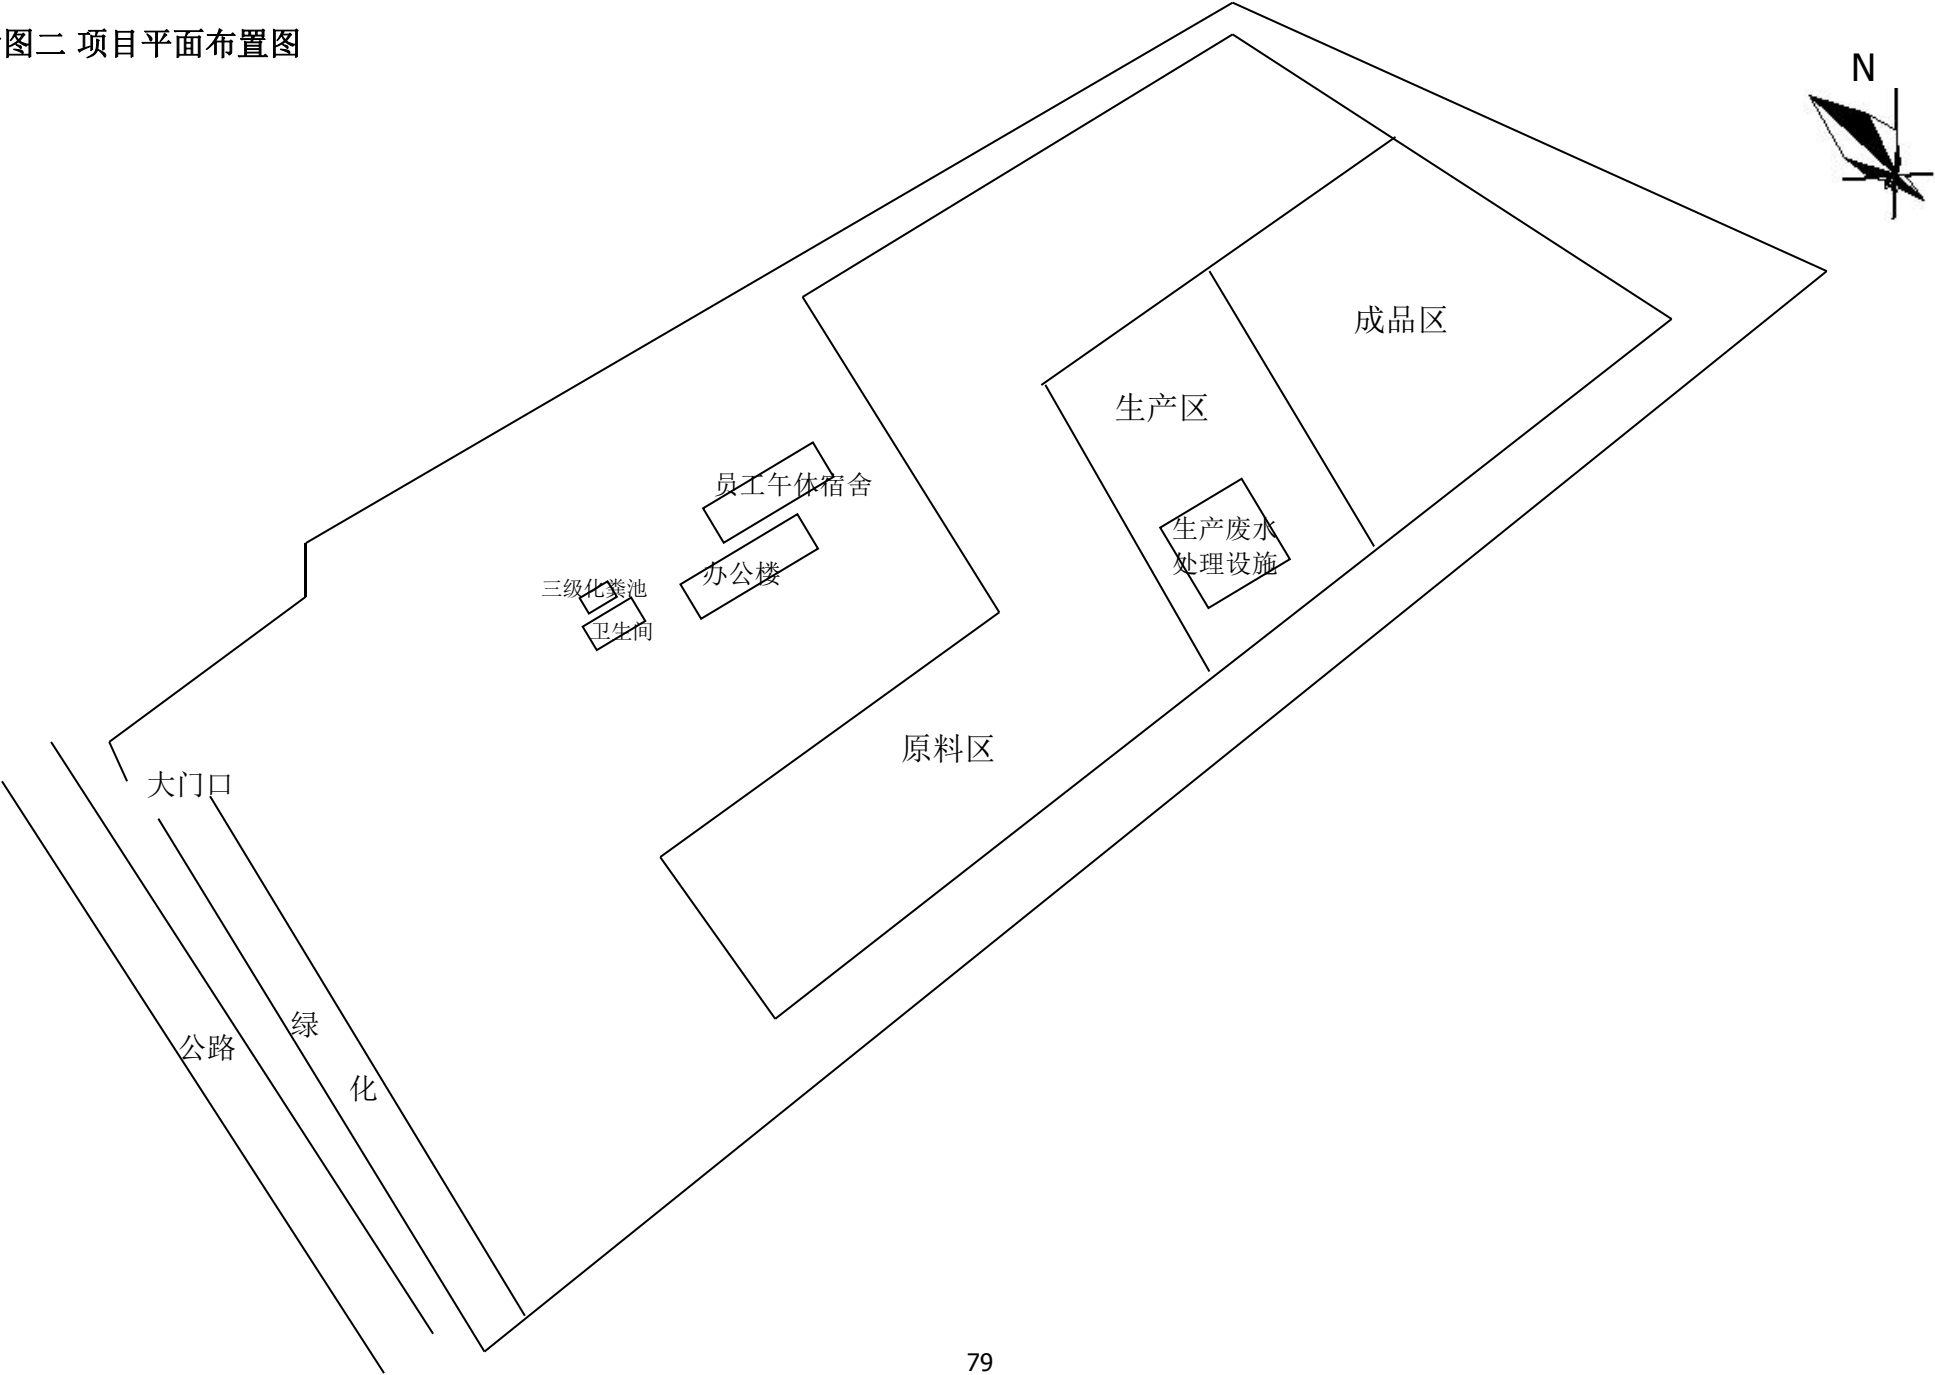 图二 项目平面布置图
N
成品区
生产区
员工午休宿舍
生产废水
处理设施
办公楼
三级化粪池
卫生间
原料区
大门口
绿
化
公路
79